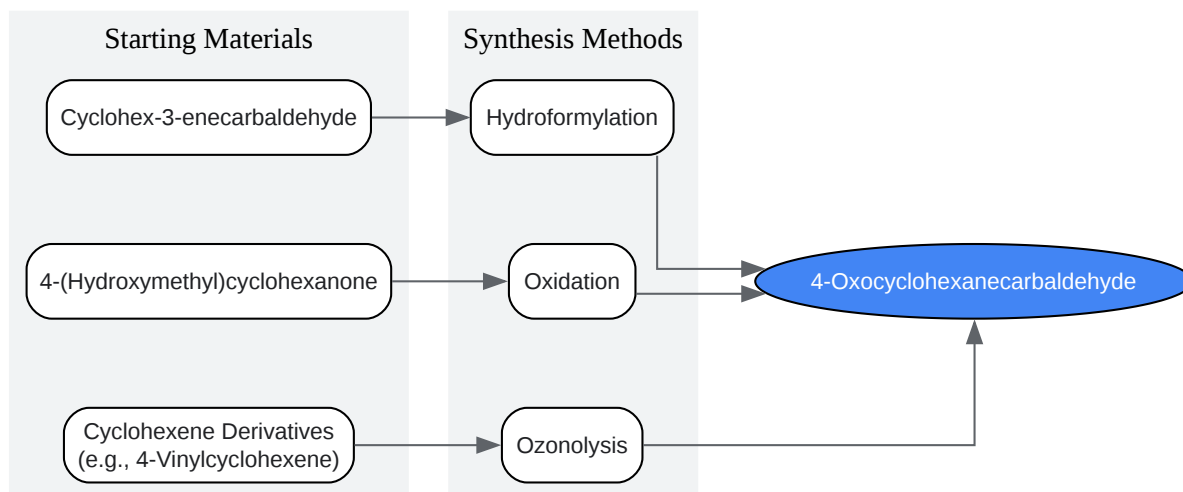 Starting Materials
Synthesis Methods
Cyclohex-3-enecarbaldehyde
Hydroformylation
4-(Hydroxymethyl)cyclohexanone
Oxidation
4-Oxocyclohexanecarbaldehyde
Cyclohexene Derivatives
(e.g., 4-Vinylcyclohexene)
Ozonolysis